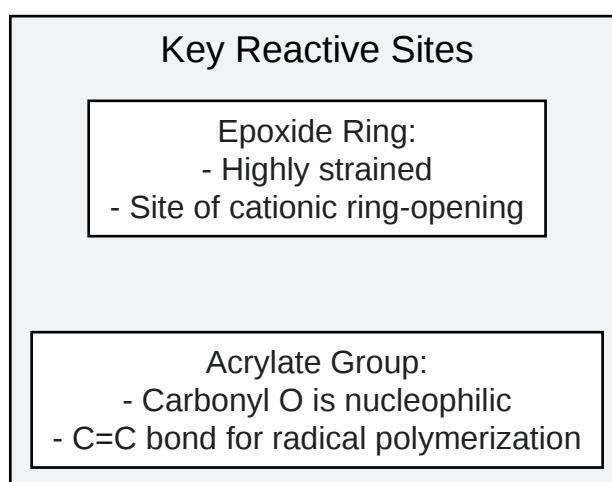 Key Reactive Sites
Epoxide Ring:
- Highly strained
- Site of cationic ring-opening
Acrylate Group:
- Carbonyl O is nucleophilic
- C=C bond for radical polymerization